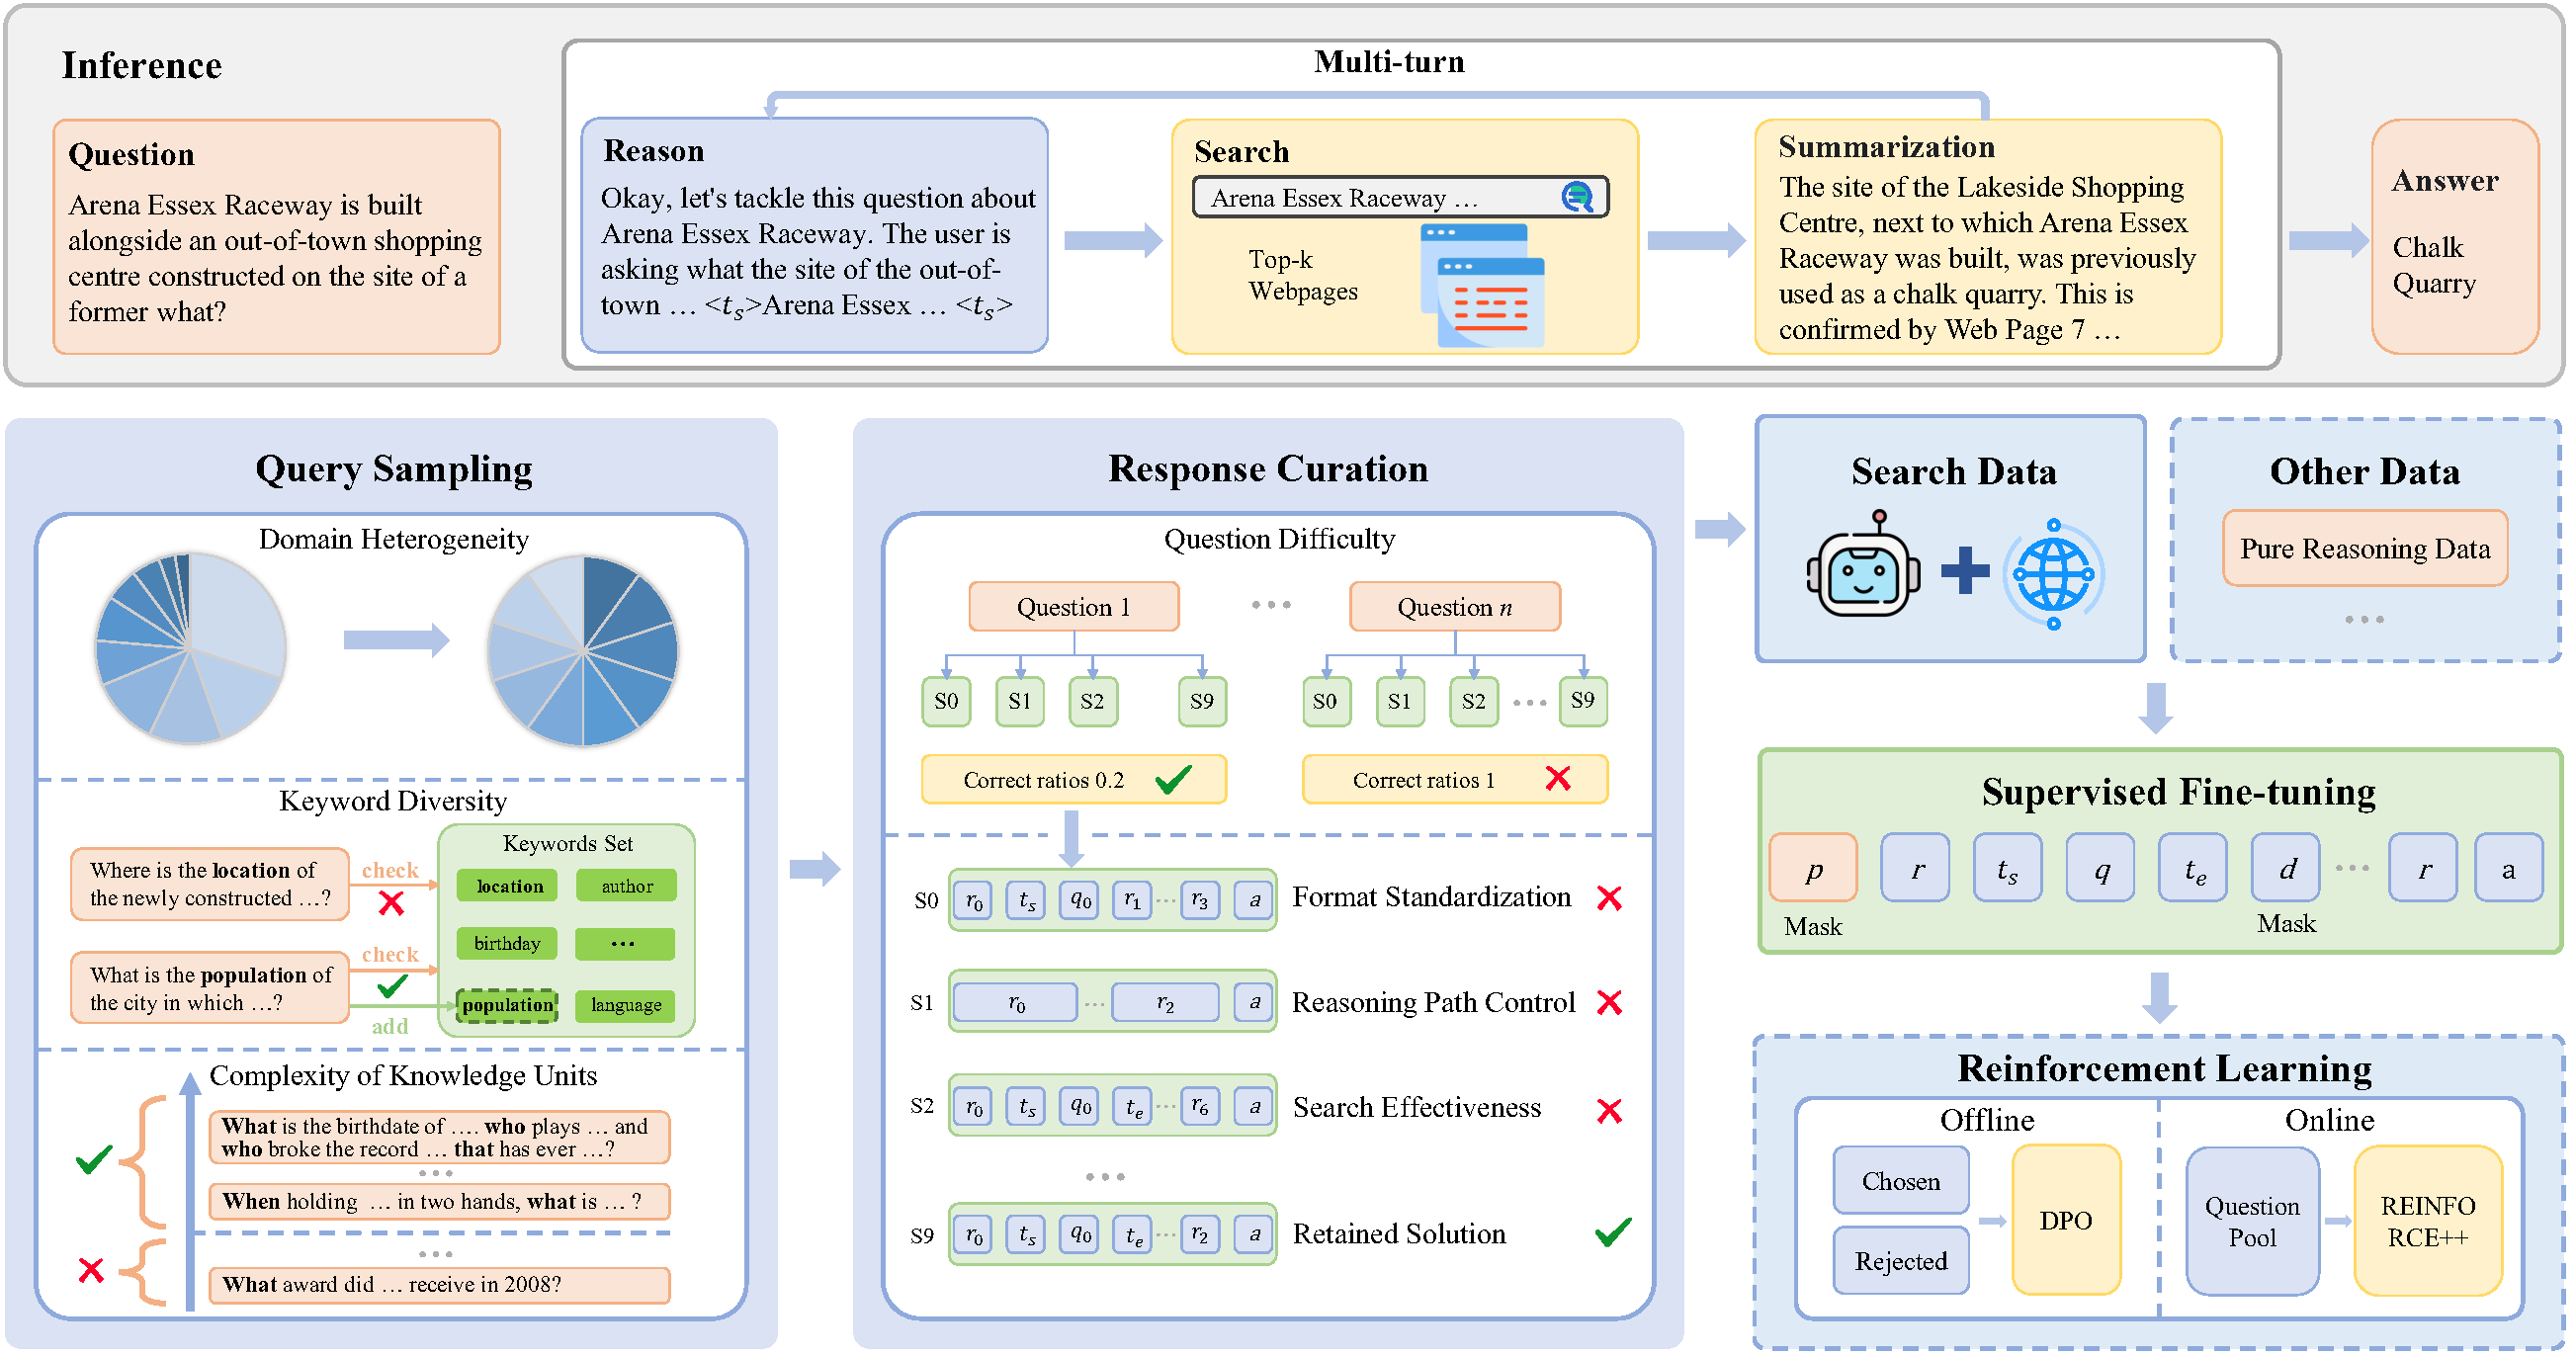 Inference
Multi-turn
Question
Arena Essex Raceway is built
alongside an out-of-town shopping
centre constructed on the site of a
former what?
Reason
Okay, let's tackle this question about
Arena Essex Raceway. The user is
asking what the site of the out-of-
town … <t_s>Arena Essex … <t_s>
Search
Arena Essex Raceway …
Top-k
Webpages
Summarization
The site of the Lakeside Shopping
Centre, next to which Arena Essex
Raceway was built, was previously
used as a chalk quarry. This is
confirmed by Web Page 7 …
Answer
Chalk
Quarry
Query Sampling
Domain Heterogeneity
Keyword Diversity
Where is the location of
the newly constructed …?
check
What is the population of
the city in which …?
check
add
Keywords Set
location author
birthday …
population language
Complexity of Knowledge Units
What is the birthdate of …. who plays … and
who broke the record … that has ever …?
…
When holding … in two hands, what is … ?
…
What award did … receive in 2008?
Response Curation
Question Difficulty
Question 1 … Question n
S0 S1 S2 S9 S0 S1 S2 … S9
Correct ratios 0.2
Correct ratios 1
S0 r_0 t_s q_0 r_1 … r_3 a Format Standardization
S1 r_0 … r_2 a Reasoning Path Control
S2 r_0 t_s q_0 t_e … r_6 a Search Effectiveness
…
S9 r_0 t_s q_0 t_e … r_2 a Retained Solution
Search Data
Other Data
Pure Reasoning Data
…
Supervised Fine-tuning
p r t_s q t_e d … r a
Mask Mask
Reinforcement Learning
Offline
Chosen
Rejected
DPO
Online
Question
Pool
REINFO
RCE++